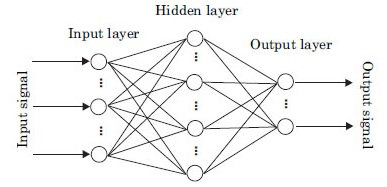 Hidden layer
Input layer
Output layer
Input signal
Output signal